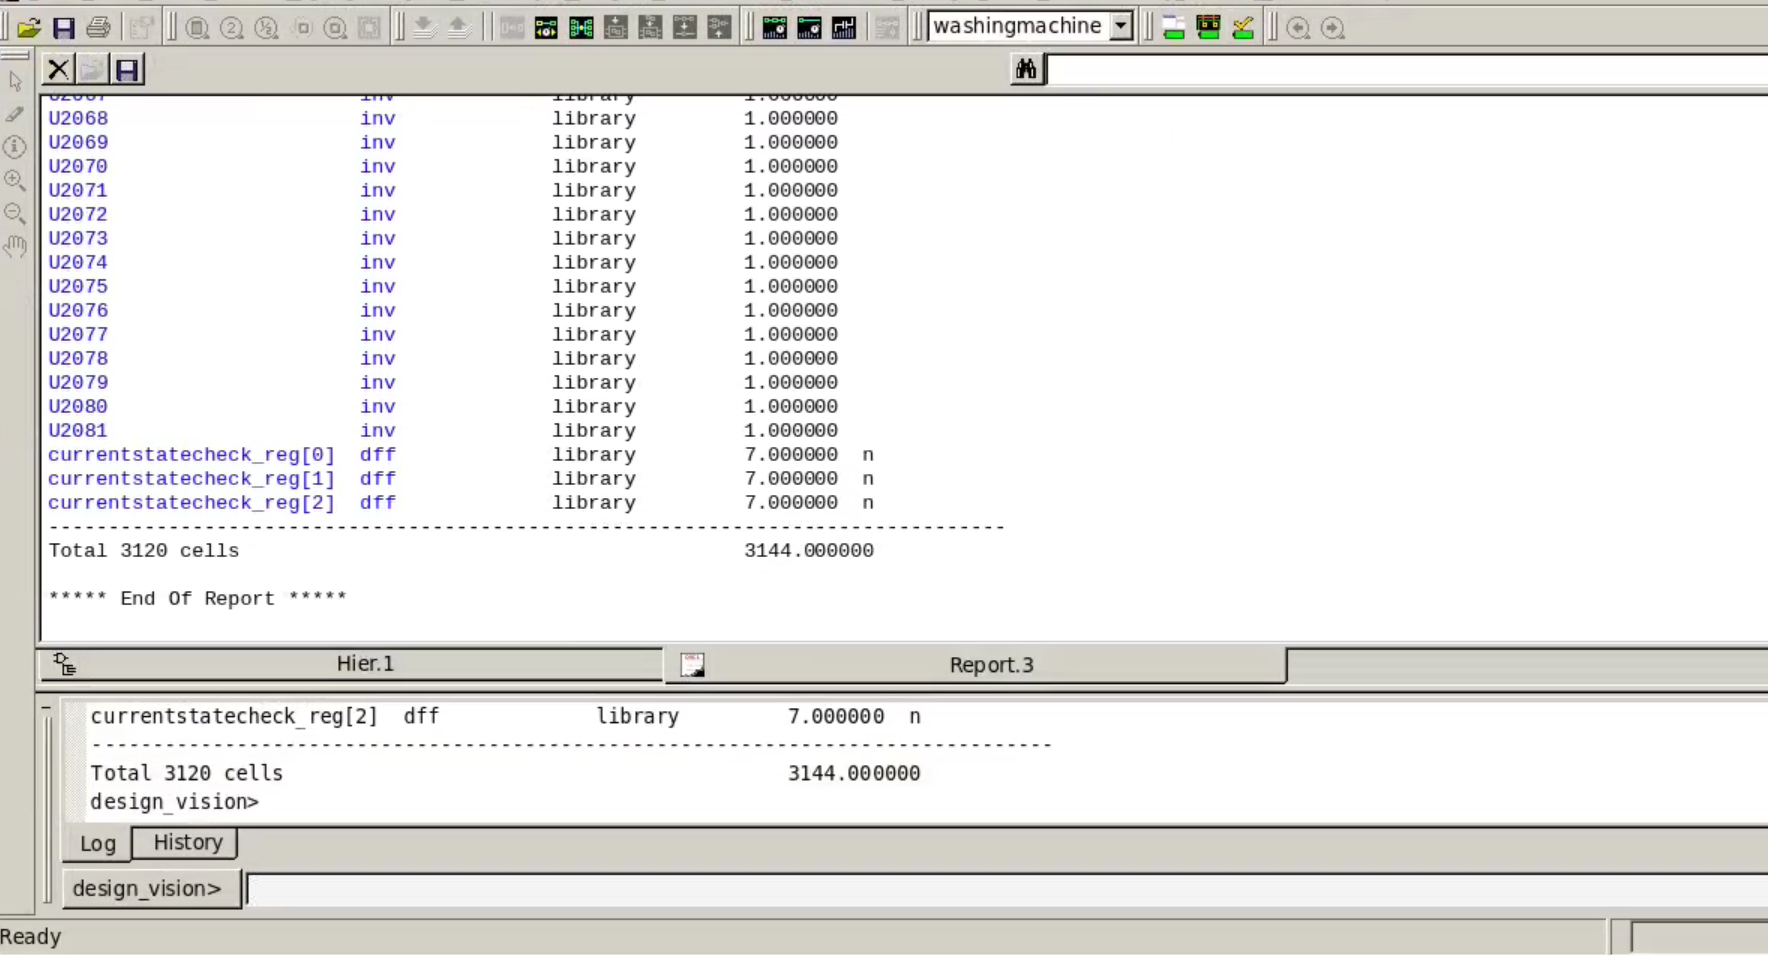 washingmachine
U2067 inv library 1.000000
U2068 inv library 1.000000
U2069 inv library 1.000000
U2070 inv library 1.000000
U2071 inv library 1.000000
U2072 inv library 1.000000
U2073 inv library 1.000000
U2074 inv library 1.000000
U2075 inv library 1.000000
U2076 inv library 1.000000
U2077 inv library 1.000000
U2078 inv library 1.000000
U2079 inv library 1.000000
U2080 inv library 1.000000
U2081 inv library 1.000000
currentstatecheck_reg[0] dff library 7.000000 n
currentstatecheck_reg[1] dff library 7.000000 n
currentstatecheck_reg[2] dff library 7.000000 n
--------------------------------------------------------------------------------
Total 3120 cells 3144.000000
***** End Of Report *****
Hier.1 Report.3
currentstatecheck_reg[2] dff library 7.000000 n
--------------------------------------------------------------------------------
Total 3120 cells 3144.000000
design_vision>
Log History
design_vision>
Ready